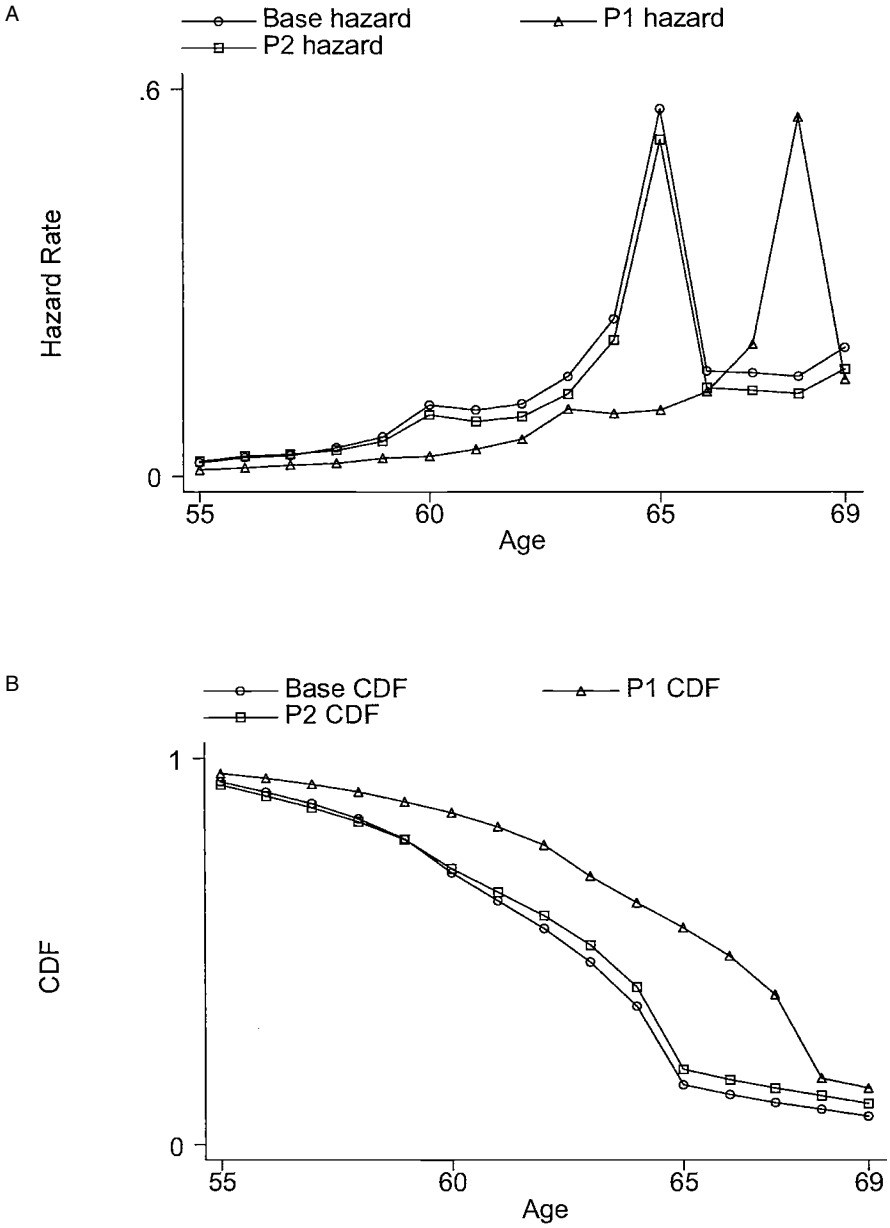 A
Base hazard
P1 hazard
P2 hazard
.6
Hazard Rate
0
55
60
65
69
Age
B
Base CDF
P1 CDF
P2 CDF
1
CDF
0
55
60
65
69
Age